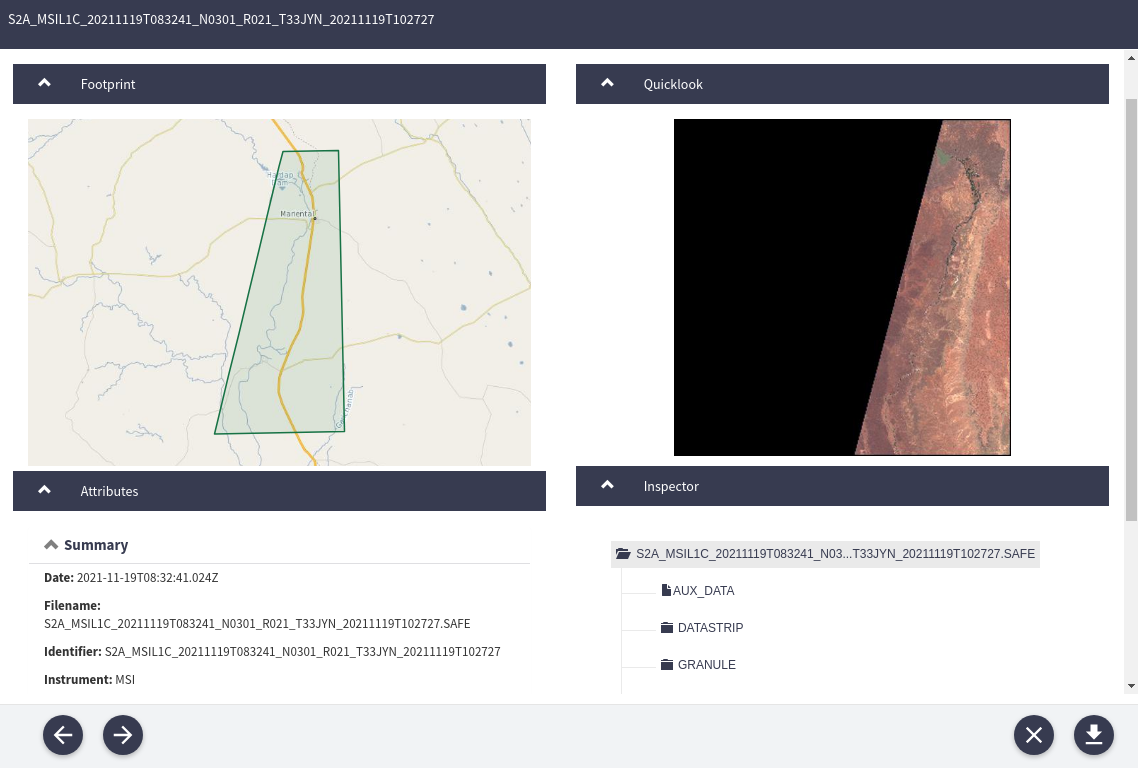 S2A_MSIL1C_20211119T083241_N0301_R021_T33JYN_20211119T102727
Footprint
Hardap
Dam
Mariental
Attributes
Summary
Date: 2021-11-19T08:32:41.024Z
Filename:
S2A_MSIL1C_20211119T083241_N0301_R021_T33JYN_20211119T102727.SAFE
Identifier: S2A_MSIL1C_20211119T083241_N0301_R021_T33JYN_20211119T102727
Instrument: MSI
Quicklook
Inspector
S2A_MSIL1C_20211119T083241_N03...T33JYN_20211119T102727.SAFE
AUX_DATA
DATASTRIP
GRANULE